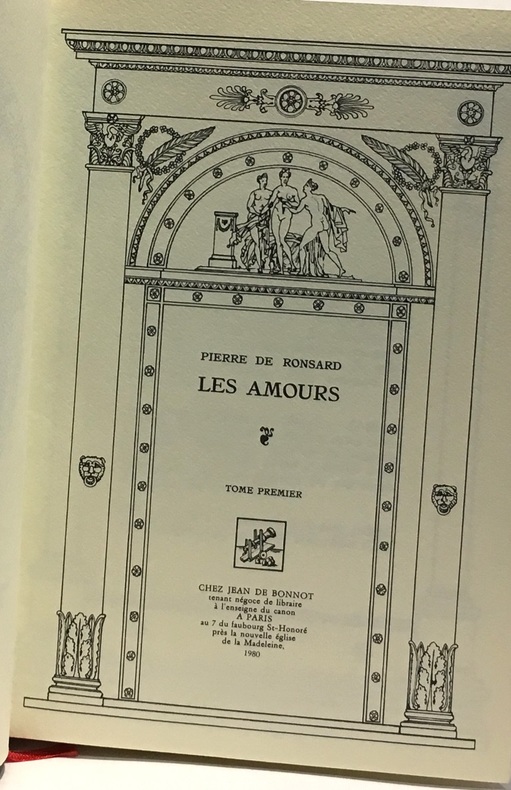 PIERRE DE RONSARD
LES AMOURS
TOME PREMIER
CHEZ JEAN DE BONNOT
tenant négoce de libraire
à l'enseigne du canon
A PARIS
au 7 du faubourg St-Honoré
près la nouvelle église
de la Madeleine,
1980